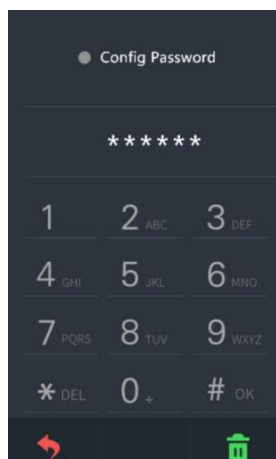 Config Password
******
1 2 ABC 3 DEF
4 GHI 5 JKL 6 MNO
7 PQRS 8 TUV 9 WXYZ
* DEL 0 + # OK